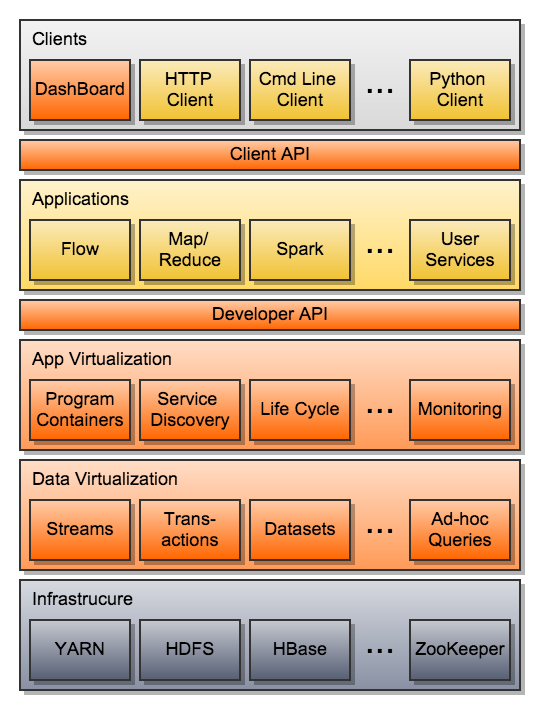 Clients
DashBoard
HTTP
Client
Cmd Line
Client
...
Python
Client
Client API
Applications
Flow
Map/
Reduce
Spark
...
User
Services
Developer API
App Virtualization
Program
Containers
Service
Discovery
Life Cycle
...
Monitoring
Data Virtualization
Streams
Trans-
actions
Datasets
...
Ad-hoc
Queries
Infrastrucure
YARN
HDFS
HBase
...
ZooKeeper